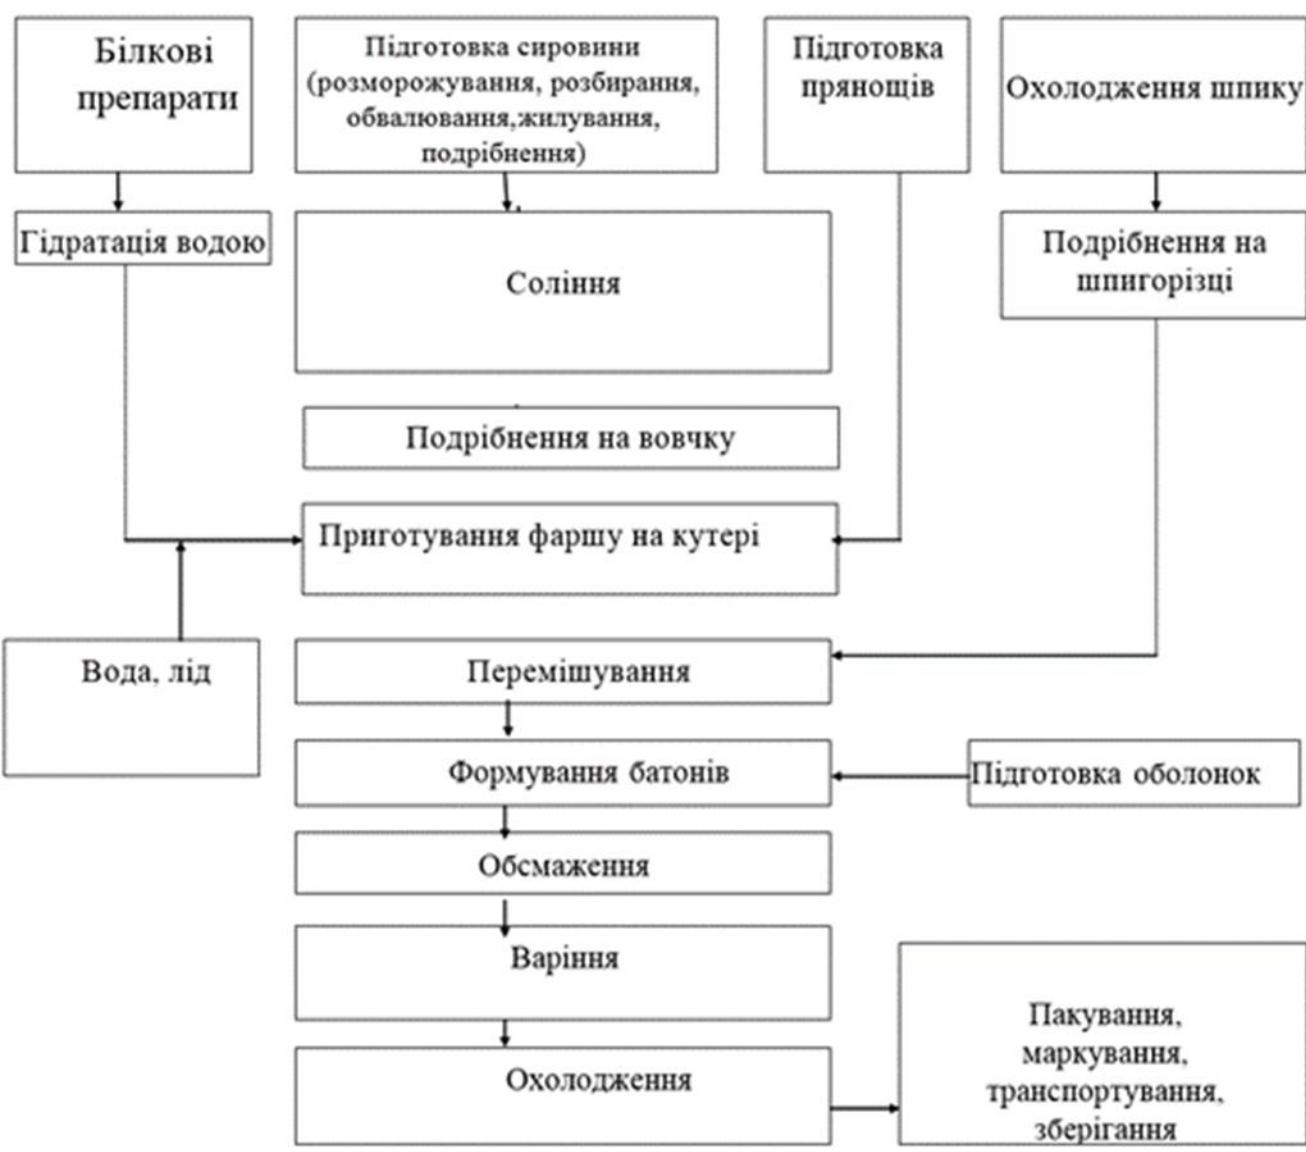 Білкові
препарати
Підготовка сировини
(розморожування, розбирання,
обвалювання,жилування,
подрібнення)
Підготовка
прянощів
Охолодження шпику
Гідратація водою
Соління
Подрібнення на
шпигорізці
Подрібнення на вовчку
Приготування фаршу на кутері
Вода, лід
Перемішування
Формування батонів
Підготовка оболонок
Обсмаження
Варіння
Охолодження
Пакування,
маркування,
транспортування,
зберігання